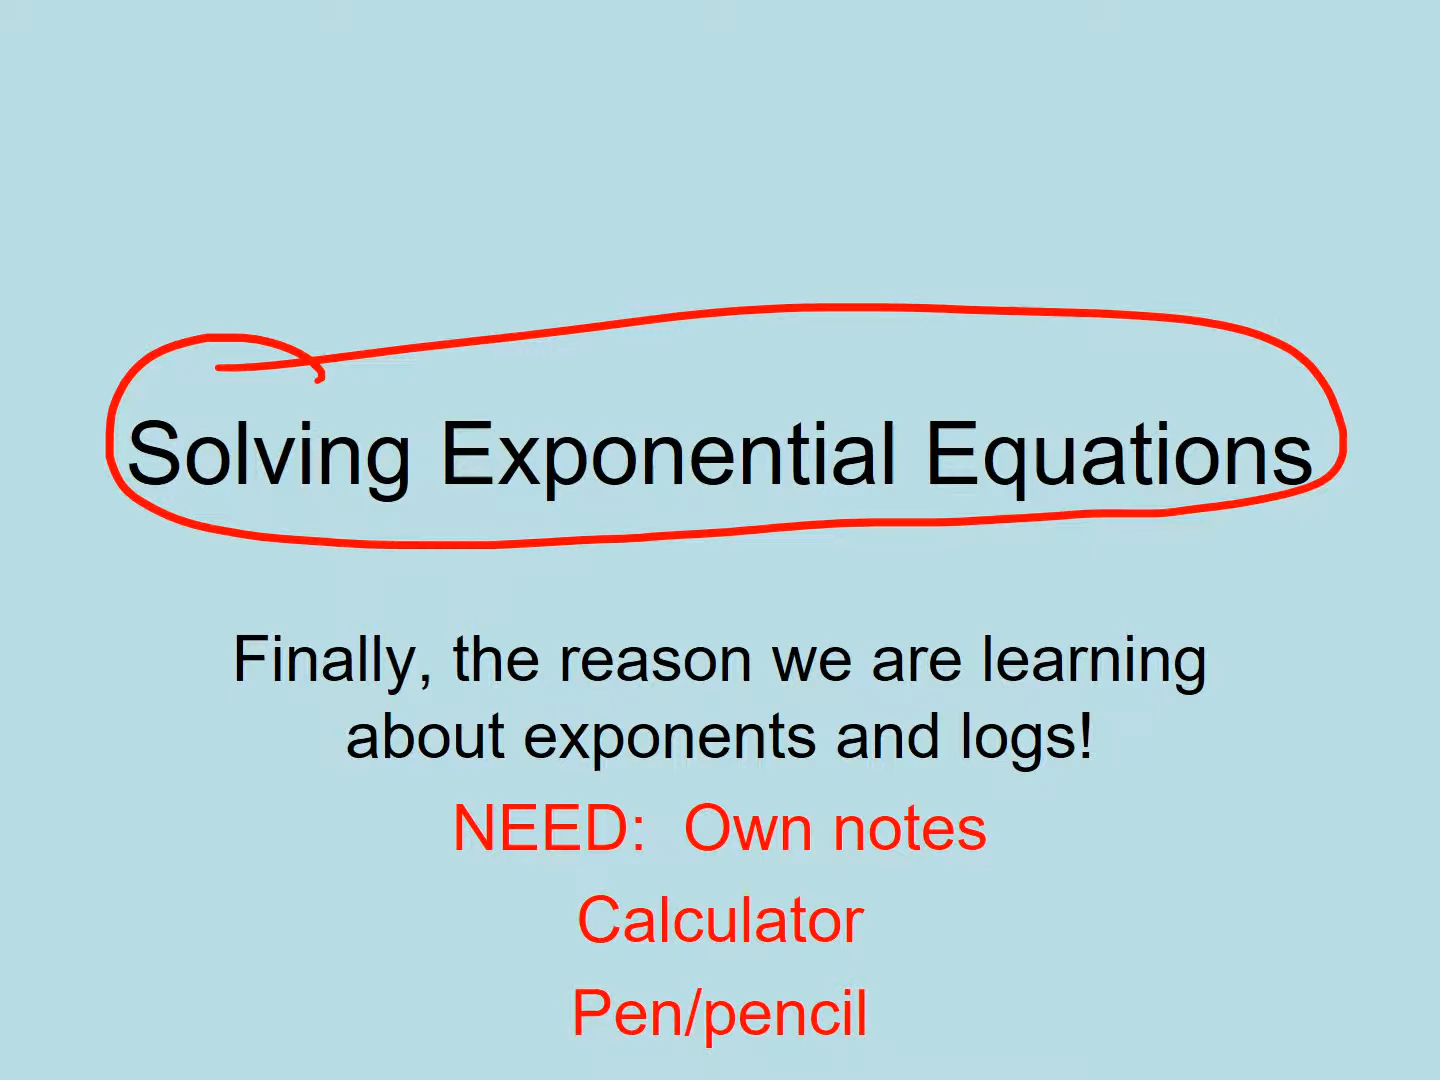 Solving Exponential Equations
Finally, the reason we are learning
about exponents and logs!
NEED:  Own notes
Calculator
Pen/pencil